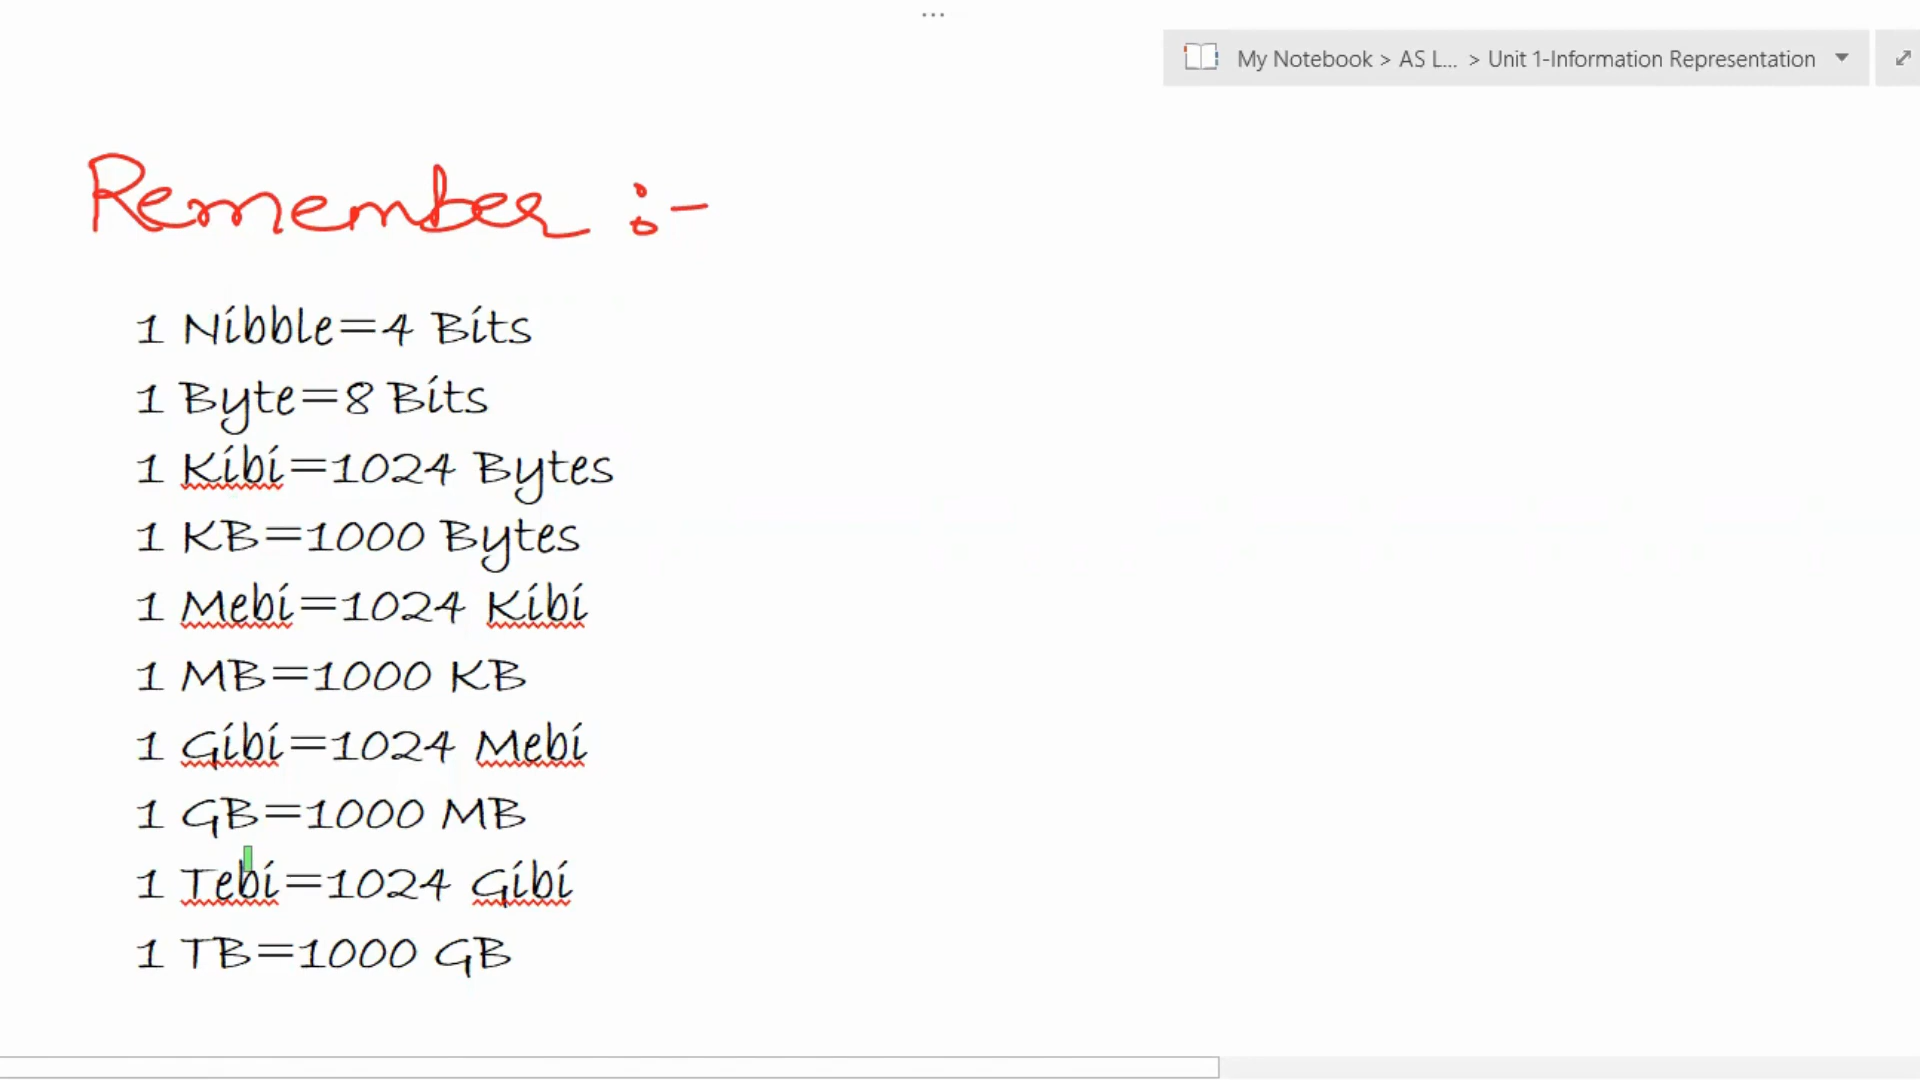 ...
My Notebook > AS L... > Unit 1-Information Representation
Remember :-
1 Nibble=4 Bits
1 Byte=8 Bits
1 Kibi=1024 Bytes
1 KB=1000 Bytes
1 Mebi=1024 Kibi
1 MB=1000 KB
1 Gibi=1024 Mebi
1 GB=1000 MB
1 Tebi=1024 Gibi
1 TB=1000 GB